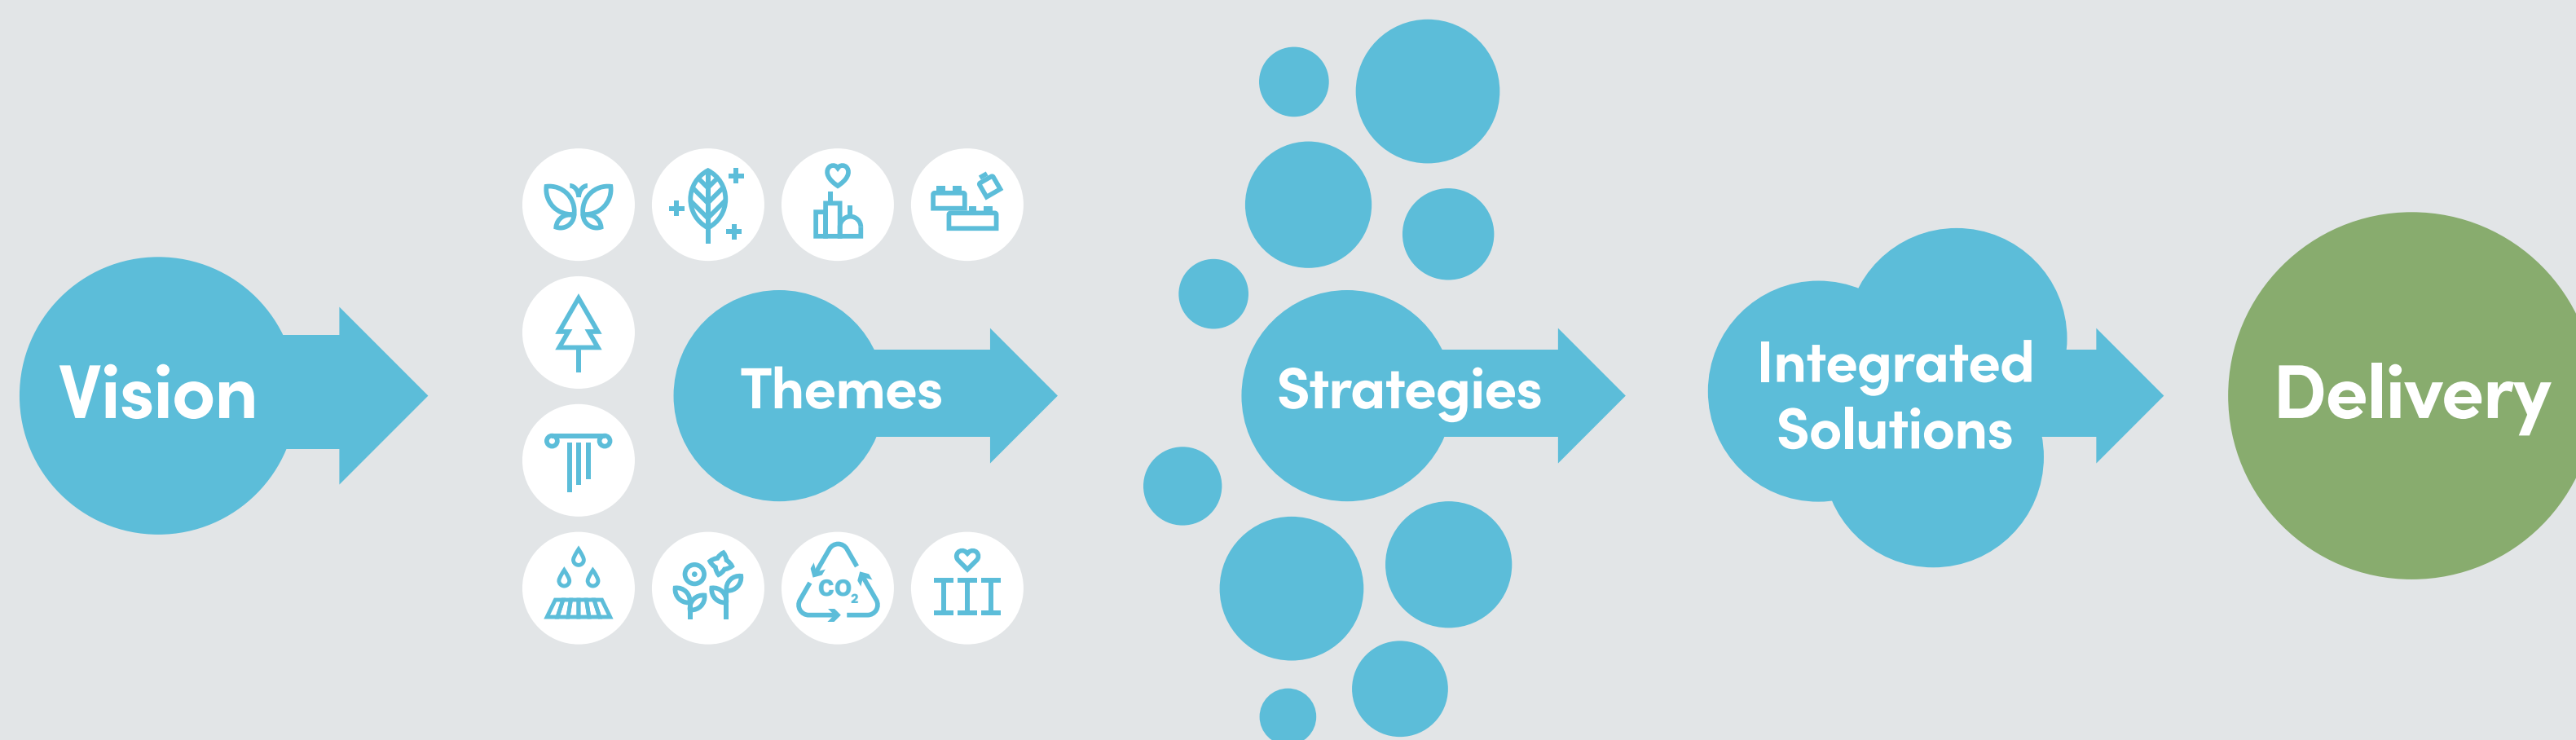 Vision
Themes
CO₂
Strategies
Integrated
Solutions
Delivery